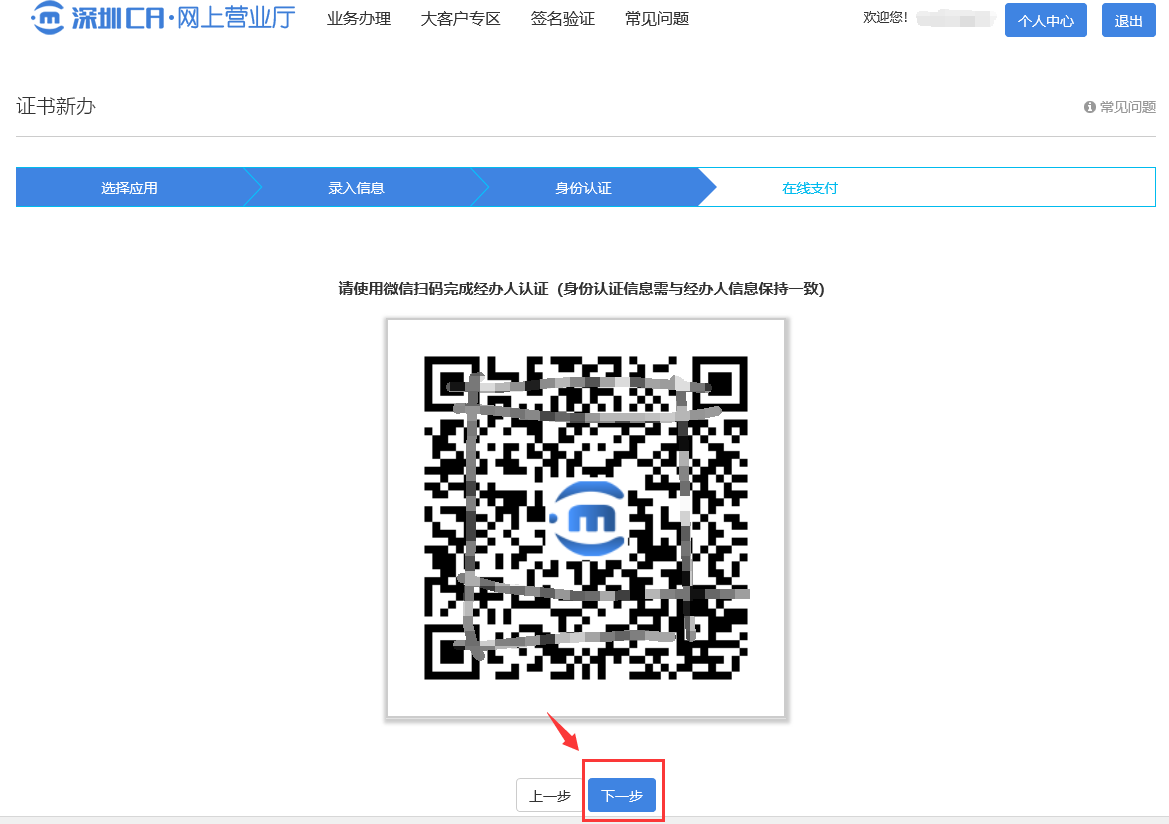 深圳CA·网上营业厅 业务办理 大客户专区 签名验证 常见问题 欢迎您! 个人中心 退出
证书新办 常见问题
选择应用 录入信息 身份认证 在线支付
请使用微信扫码完成经办人认证 (身份认证信息需与经办人信息保持一致)
上一步 下一步